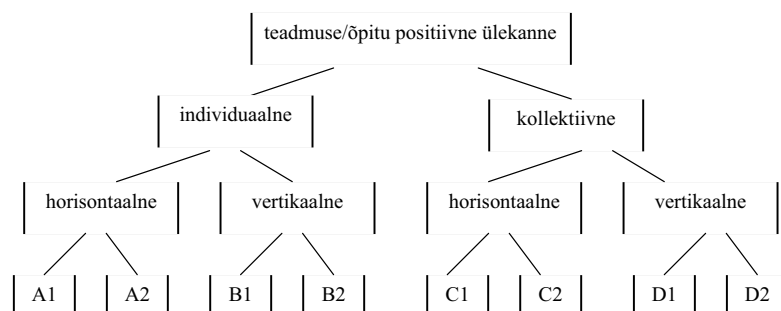 teadmuse/õpitu positiivne ülekanne
individuaalne kollektiivne
horisontaalne vertikaalne horisontaalne vertikaalne
A1 A2 B1 B2 C1 C2 D1 D2